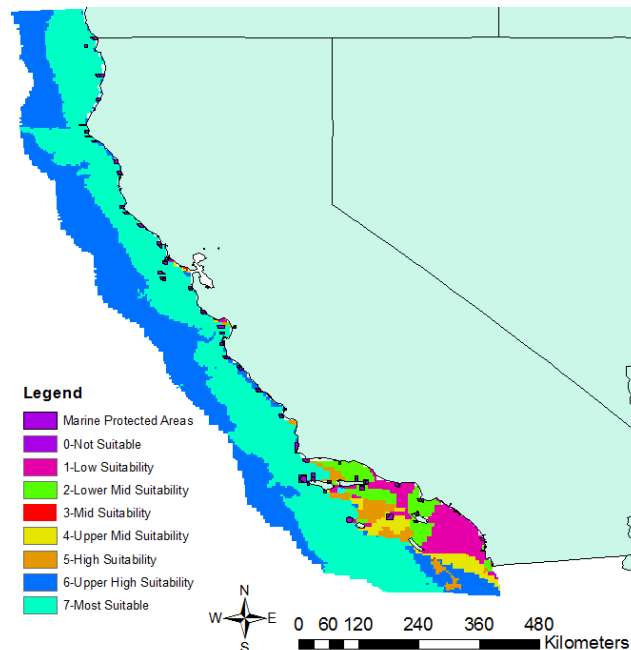 Legend
Marine Protected Areas
0-Not Suitable
1-Low Suitability
2-Lower Mid Suitability
3-Mid Suitability
4-Upper Mid Suitability
5-High Suitability
6-Upper High Suitability
7-Most Suitable
N
W E
S
0 60 120 240 360 480
Kilometers